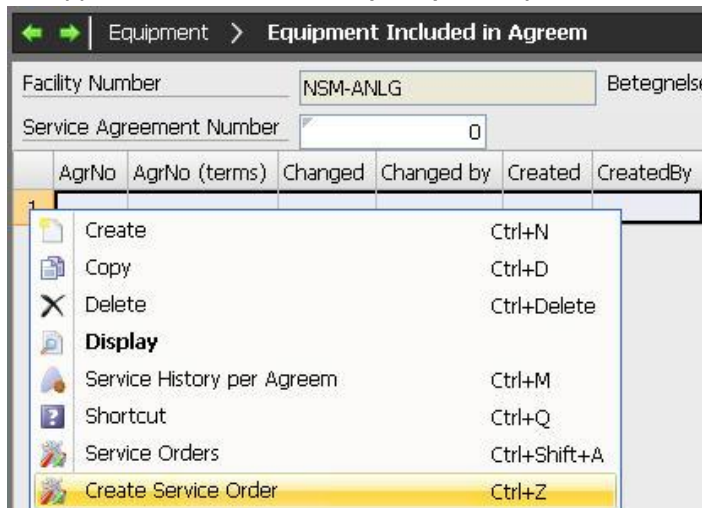 Equipment > Equipment Included in Agreem
Facility Number NSM-ANLG Betegnelse
Service Agreement Number 0
AgrNo AgrNo (terms) Changed Changed by Created CreatedBy
1
Create Ctrl+N
Copy Ctrl+D
Delete Ctrl+Delete
Display
Service History per Agreem Ctrl+M
Shortcut Ctrl+Q
Service Orders Ctrl+Shift+A
Create Service Order Ctrl+Z